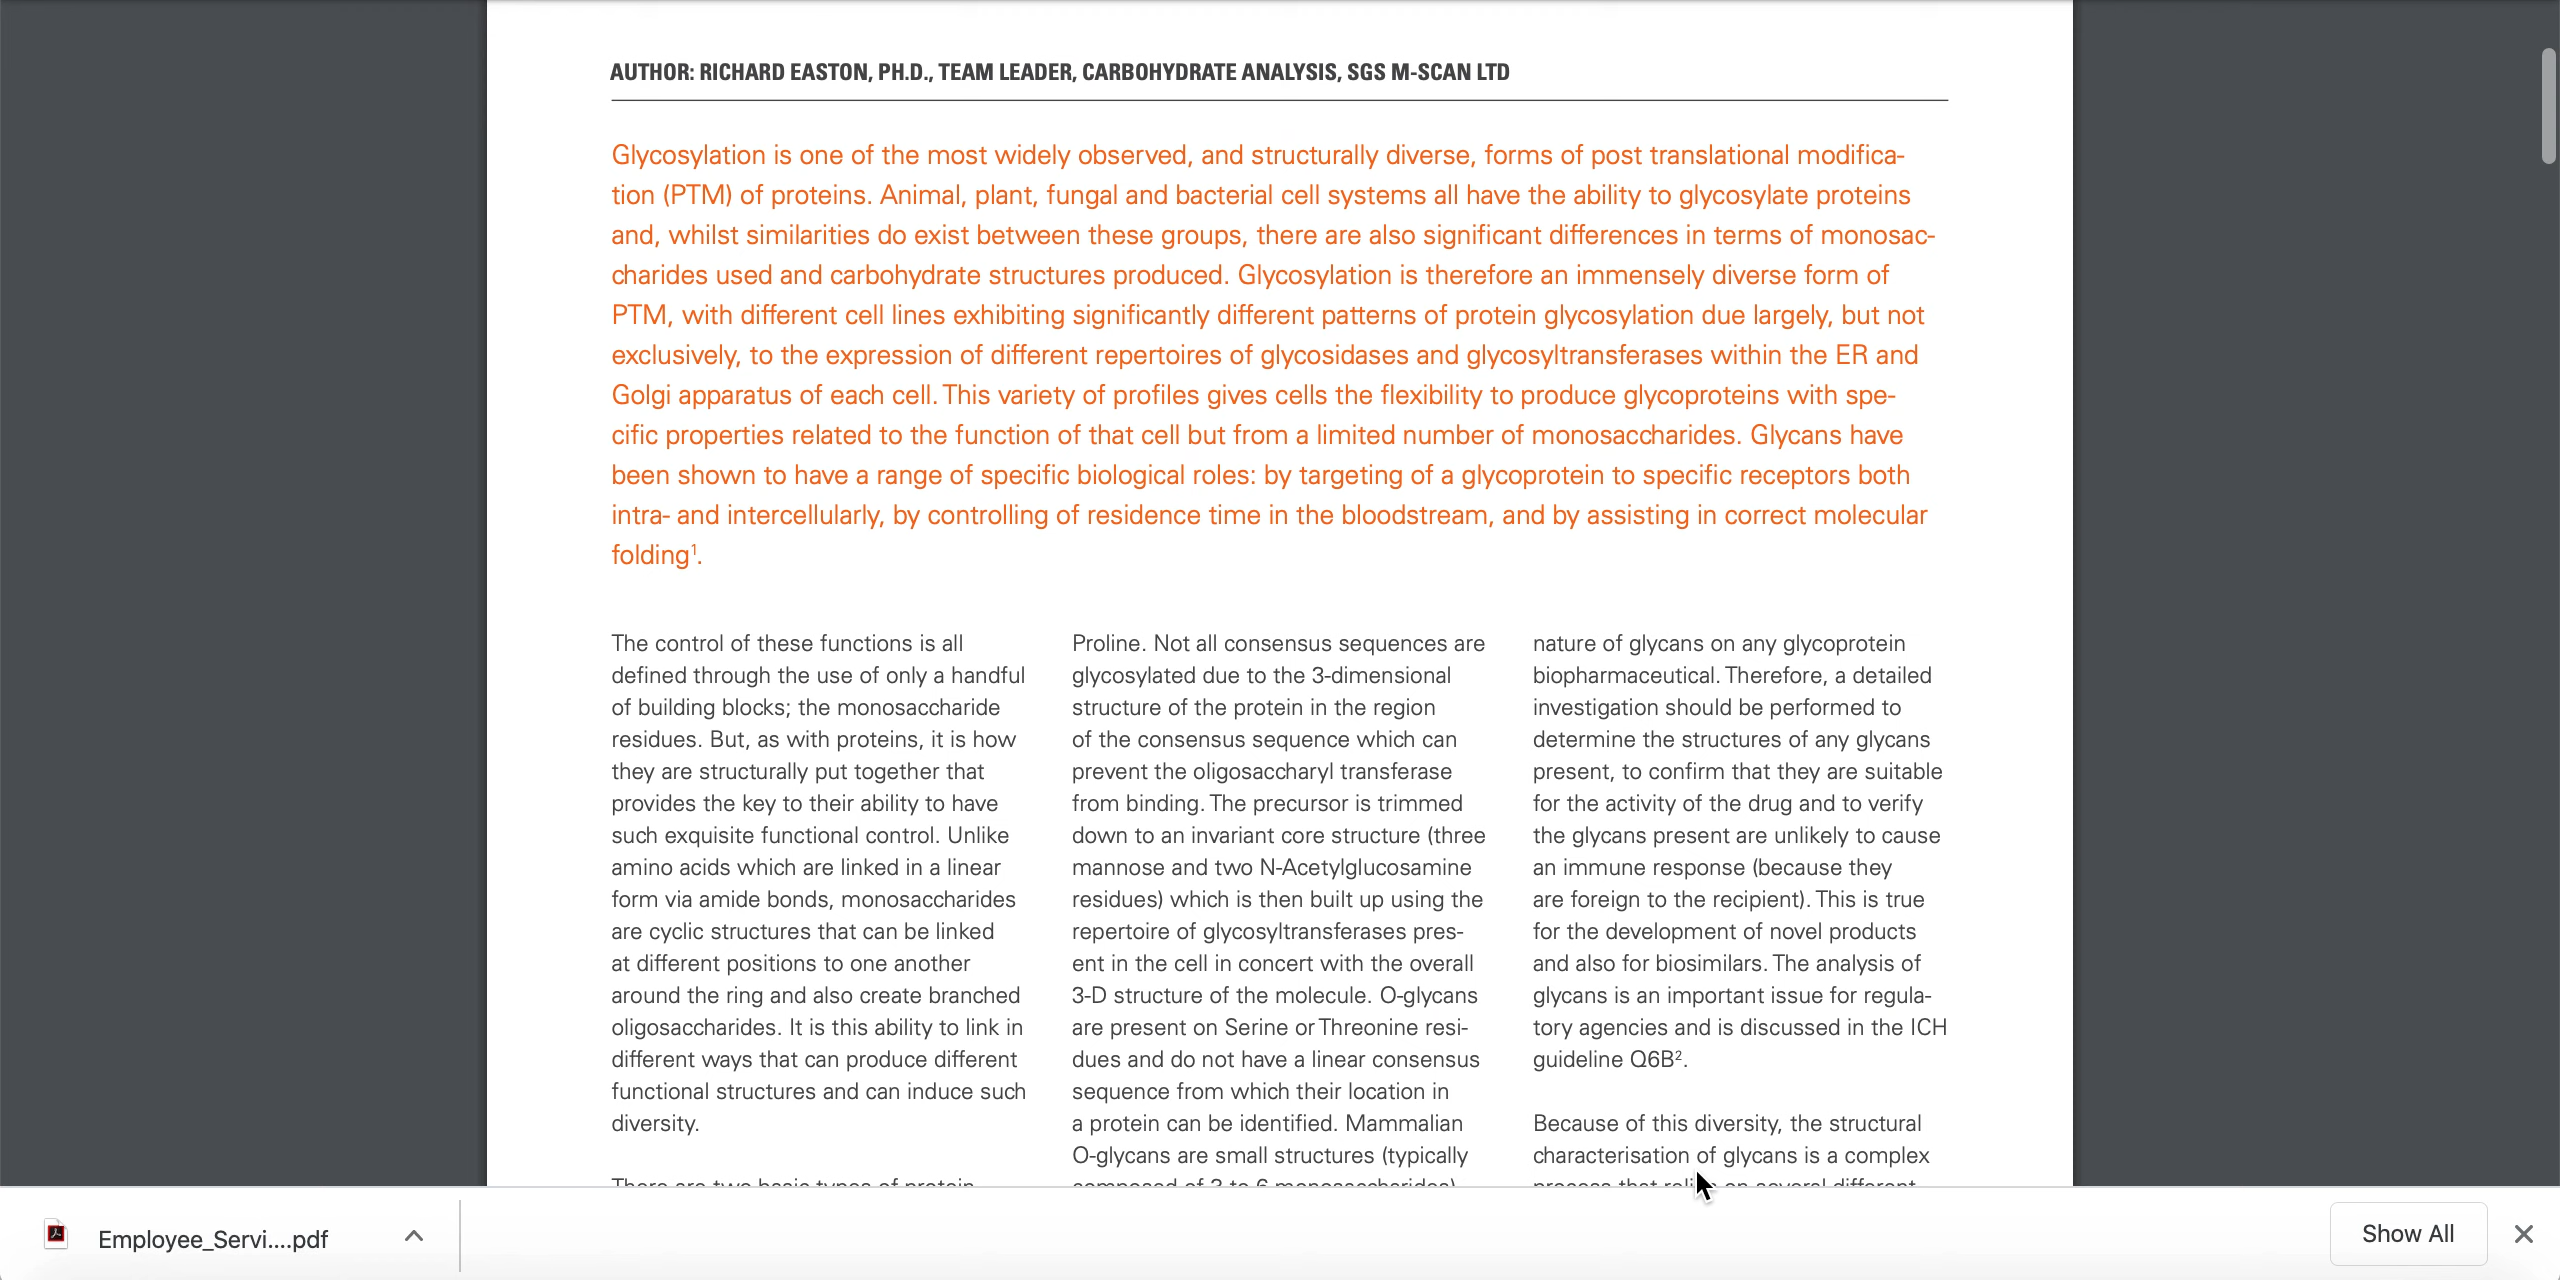 AUTHOR: RICHARD EASTON, PH.D., TEAM LEADER, CARBOHYDRATE ANALYSIS, SGS M-SCAN LTD
Glycosylation is one of the most widely observed, and structurally diverse, forms of post translational modifica-
tion (PTM) of proteins. Animal, plant, fungal and bacterial cell systems all have the ability to glycosylate proteins
and, whilst similarities do exist between these groups, there are also significant differences in terms of monosac-
charides used and carbohydrate structures produced. Glycosylation is therefore an immensely diverse form of
PTM, with different cell lines exhibiting significantly different patterns of protein glycosylation due largely, but not
exclusively, to the expression of different repertoires of glycosidases and glycosyltransferases within the ER and
Golgi apparatus of each cell. This variety of profiles gives cells the flexibility to produce glycoproteins with spe-
cific properties related to the function of that cell but from a limited number of monosaccharides. Glycans have
been shown to have a range of specific biological roles: by targeting of a glycoprotein to specific receptors both
intra- and intercellularly, by controlling of residence time in the bloodstream, and by assisting in correct molecular
folding¹.
The control of these functions is all
defined through the use of only a handful
of building blocks; the monosaccharide
residues. But, as with proteins, it is how
they are structurally put together that
provides the key to their ability to have
such exquisite functional control. Unlike
amino acids which are linked in a linear
form via amide bonds, monosaccharides
are cyclic structures that can be linked
at different positions to one another
around the ring and also create branched
oligosaccharides. It is this ability to link in
different ways that can produce different
functional structures and can induce such
diversity.
There are two basic types of protein
Proline. Not all consensus sequences are
glycosylated due to the 3-dimensional
structure of the protein in the region
of the consensus sequence which can
prevent the oligosaccharyl transferase
from binding. The precursor is trimmed
down to an invariant core structure (three
mannose and two N-Acetylglucosamine
residues) which is then built up using the
repertoire of glycosyltransferases pres-
ent in the cell in concert with the overall
3-D structure of the molecule. O-glycans
are present on Serine or Threonine resi-
dues and do not have a linear consensus
sequence from which their location in
a protein can be identified. Mammalian
O-glycans are small structures (typically
composed of 3 to 6 monosaccharides)
nature of glycans on any glycoprotein
biopharmaceutical. Therefore, a detailed
investigation should be performed to
determine the structures of any glycans
present, to confirm that they are suitable
for the activity of the drug and to verify
the glycans present are unlikely to cause
an immune response (because they
are foreign to the recipient). This is true
for the development of novel products
and also for biosimilars. The analysis of
glycans is an important issue for regula-
tory agencies and is discussed in the ICH
guideline Q6B².
Because of this diversity, the structural
characterisation of glycans is a complex
process that on several different
Employee_Servi....pdf
Show All